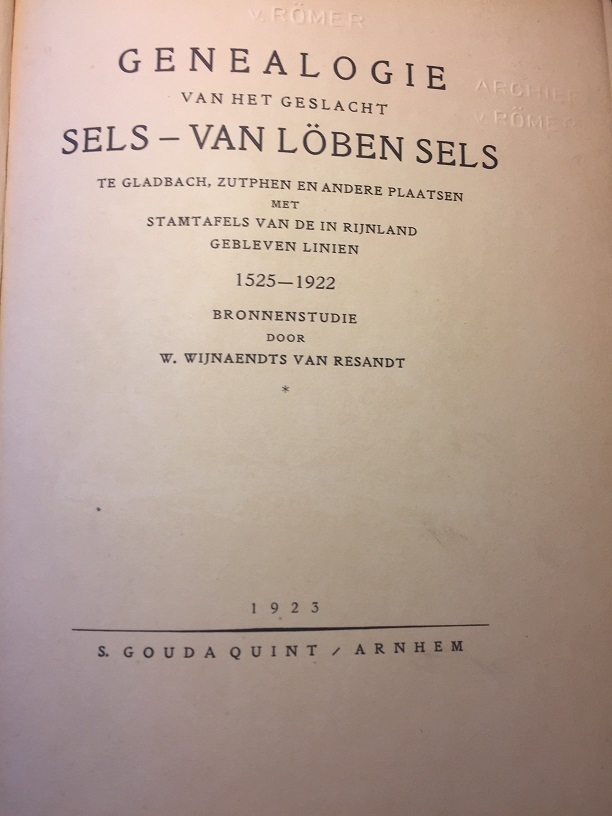 v. RÖMER
GENEALOGIE
ARCHIEF
VAN HET GESLACHT
v. RÖMER
SELS – VAN LÖBEN SELS
TE GLADBACH, ZUTPHEN EN ANDERE PLAATSEN
MET
STAMTAFELS VAN DE IN RIJNLAND
GEBLEVEN LINIEN
1525—1922
BRONNENSTUDIE
DOOR
W. WIJNAENDTS VAN RESANDT
*
1923
S. GOUDA QUINT / ARNHEM